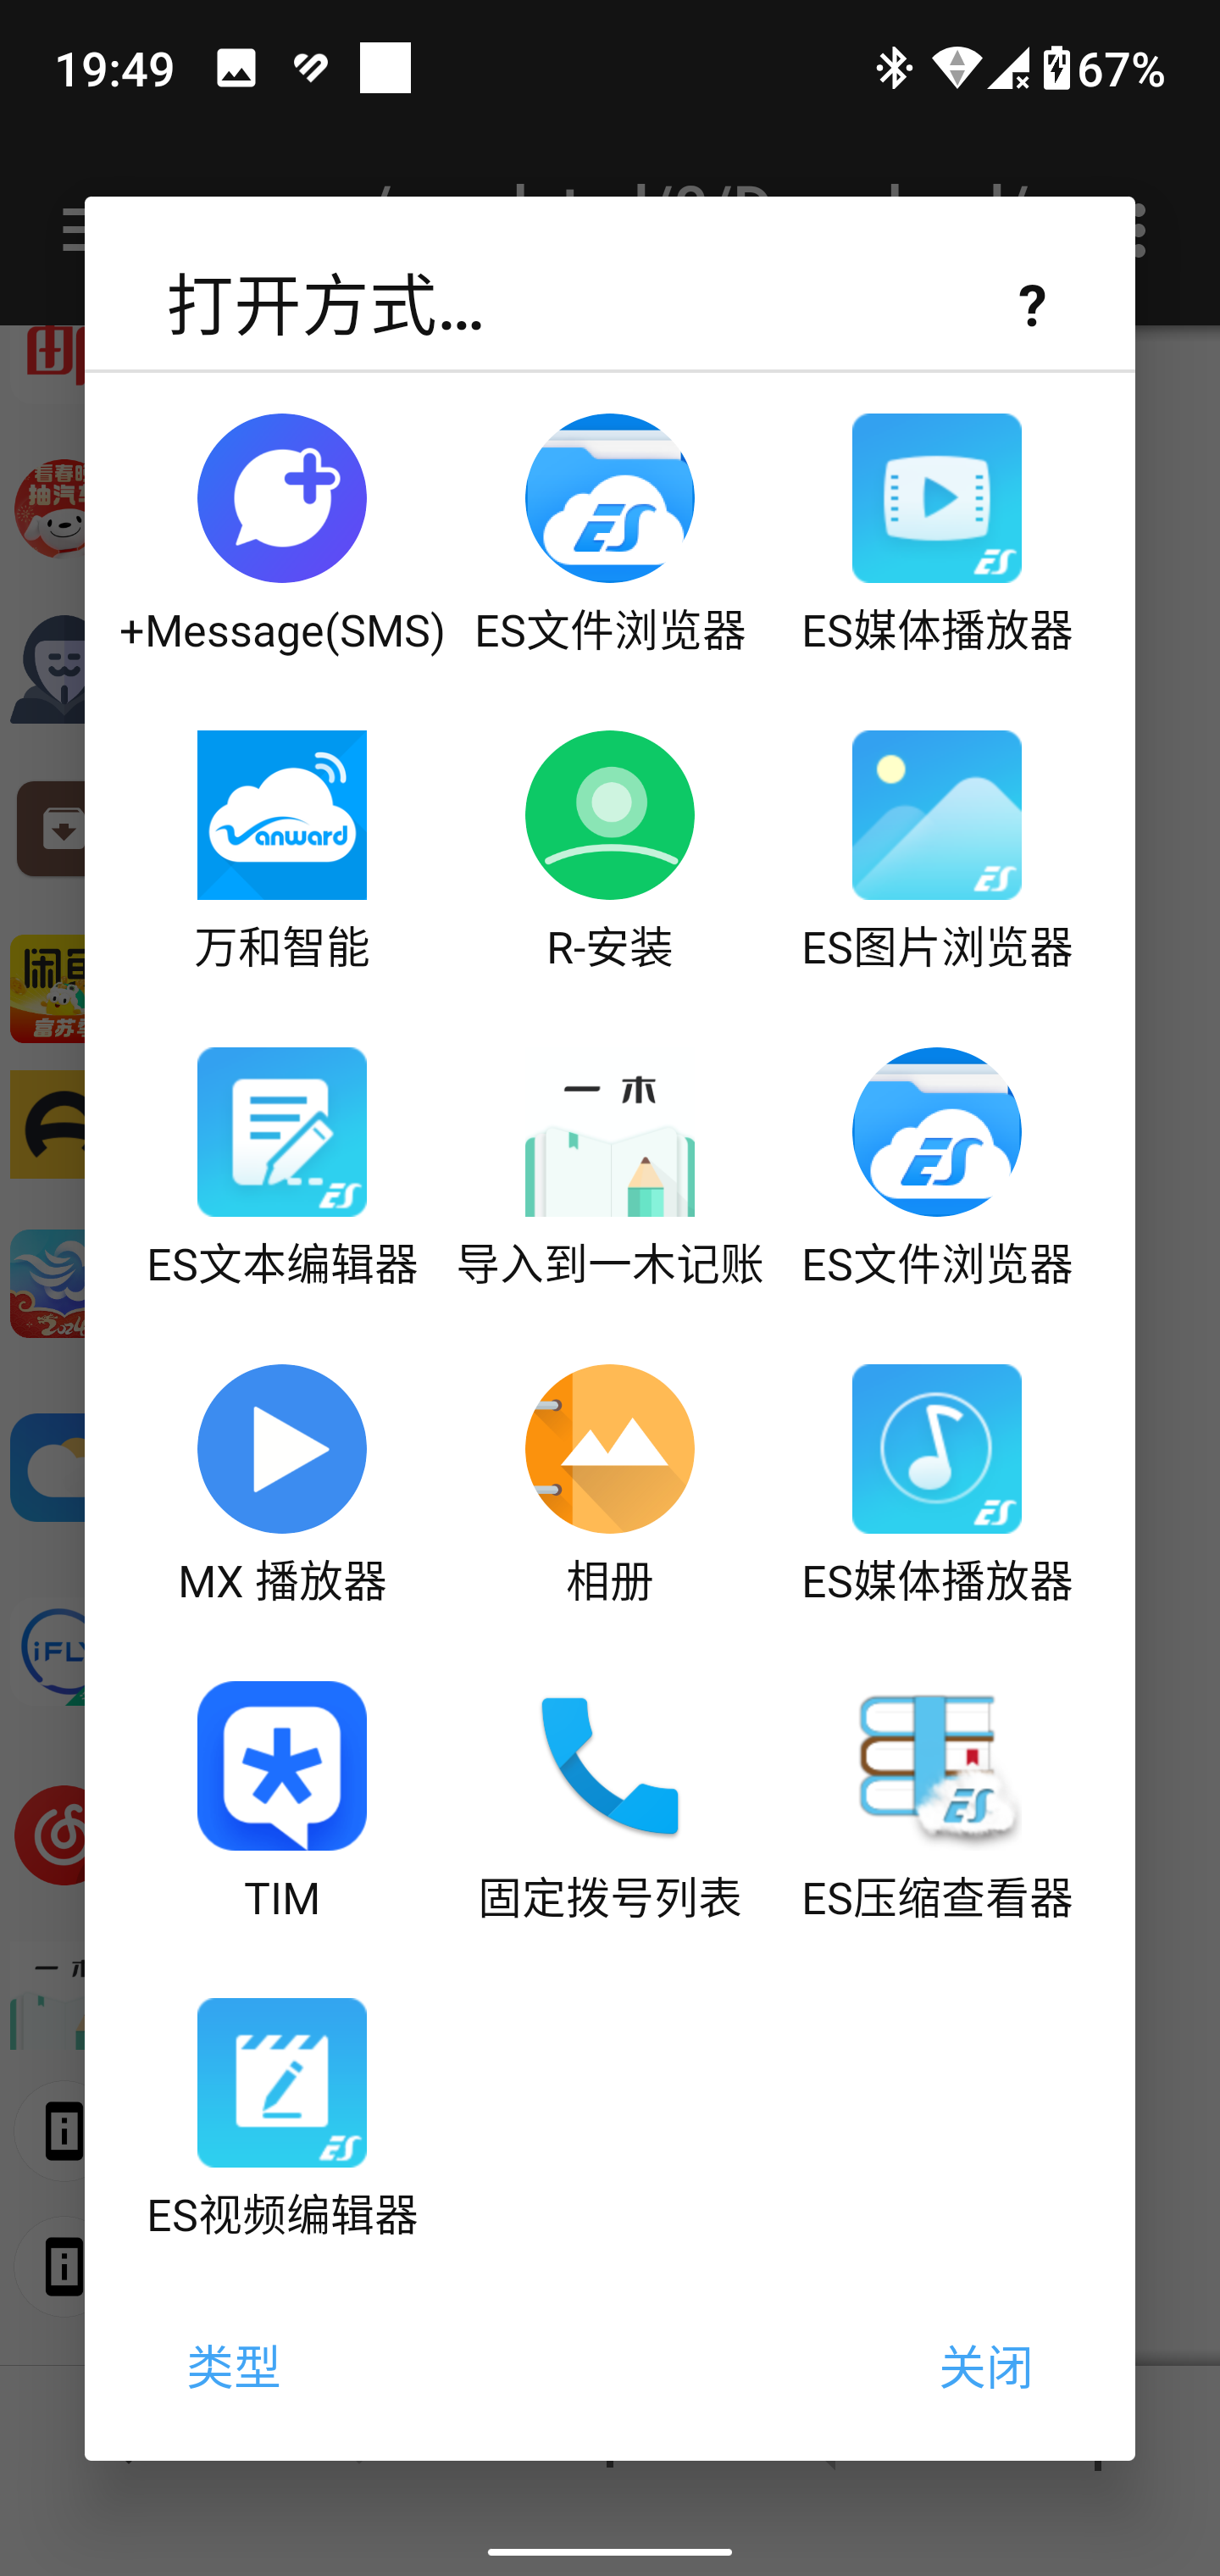 19:49
67%
打开方式...
?
+Message(SMS)
ES文件浏览器
ES媒体播放器
Vanward
万和智能
R-安装
ES图片浏览器
ES文本编辑器
一木
导入到一木记账
ES文件浏览器
MX 播放器
相册
ES媒体播放器
TIM
固定拨号列表
ES压缩查看器
ES视频编辑器
类型
关闭